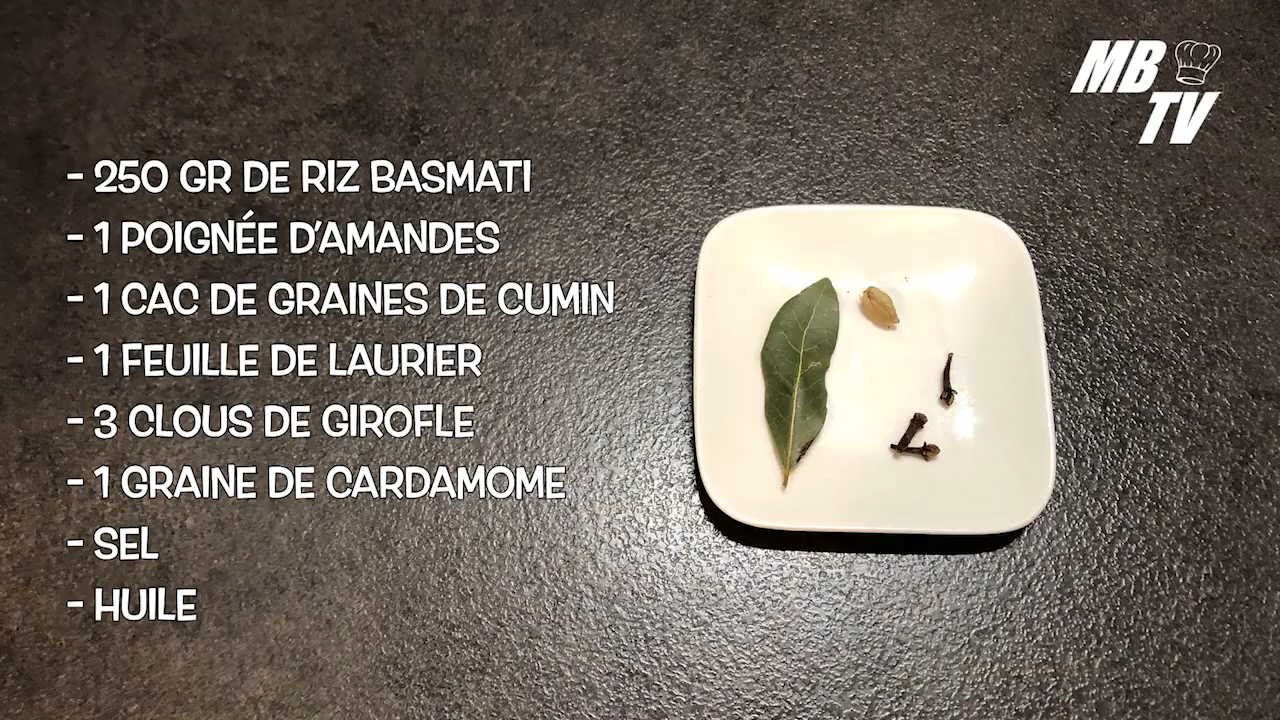 MB
TV
- 250 GR DE RIZ BASMATI
- 1 POIGNÉE D'AMANDES
- 1 CAC DE GRAINES DE CUMIN
- 1 FEUILLE DE LAURIER
- 3 CLOUS DE GIROFLE
- 1 GRAINE DE CARDAMOME
- SEL
- HUILE